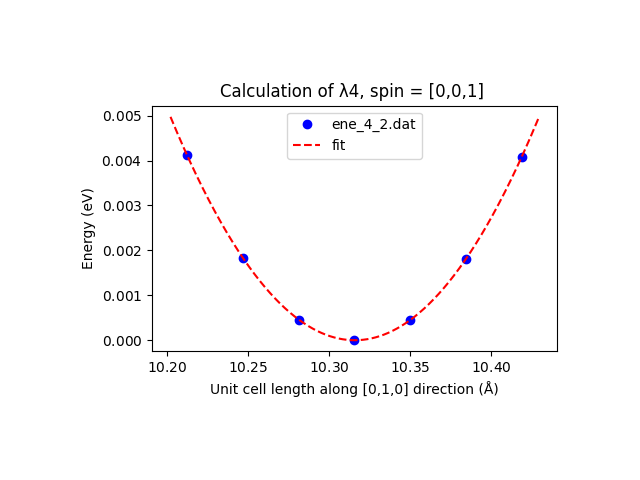 Calculation of λ4, spin = [0,0,1]
ene_4_2.dat
fit
Energy (eV)
0.005
0.004
0.003
0.002
0.001
0.000
10.20 10.25 10.30 10.35 10.40
Unit cell length along [0,1,0] direction (Å)